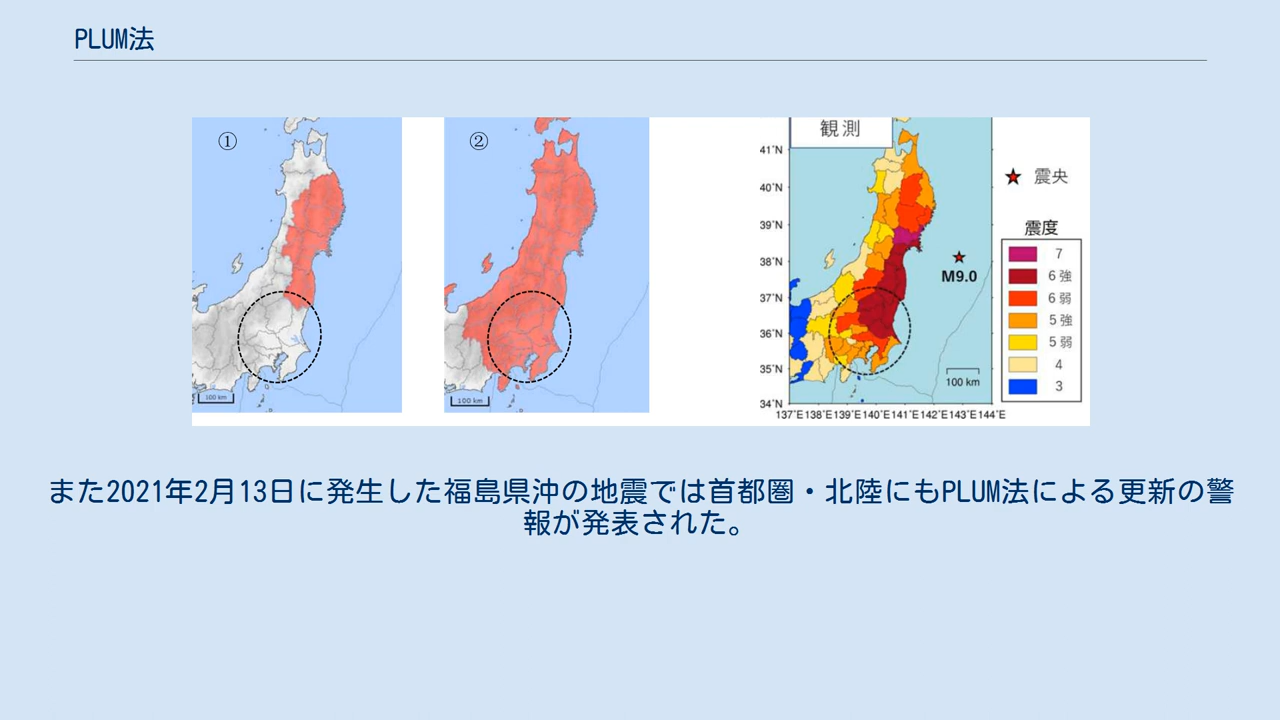 PLUM法
①
100 km
②
100 km
観測
41°N
40°N
39°N
38°N
37°N
36°N
35°N
34°N
137°E 138°E 139°E 140°E 141°E 142°E 143°E 144°E
M9.0
100 km
震央
震度
7
6強
6弱
5強
5弱
4
3
また2021年2月13日に発生した福島県沖の地震では首都圏・北陸にもPLUM法による更新の警
報が発表された。